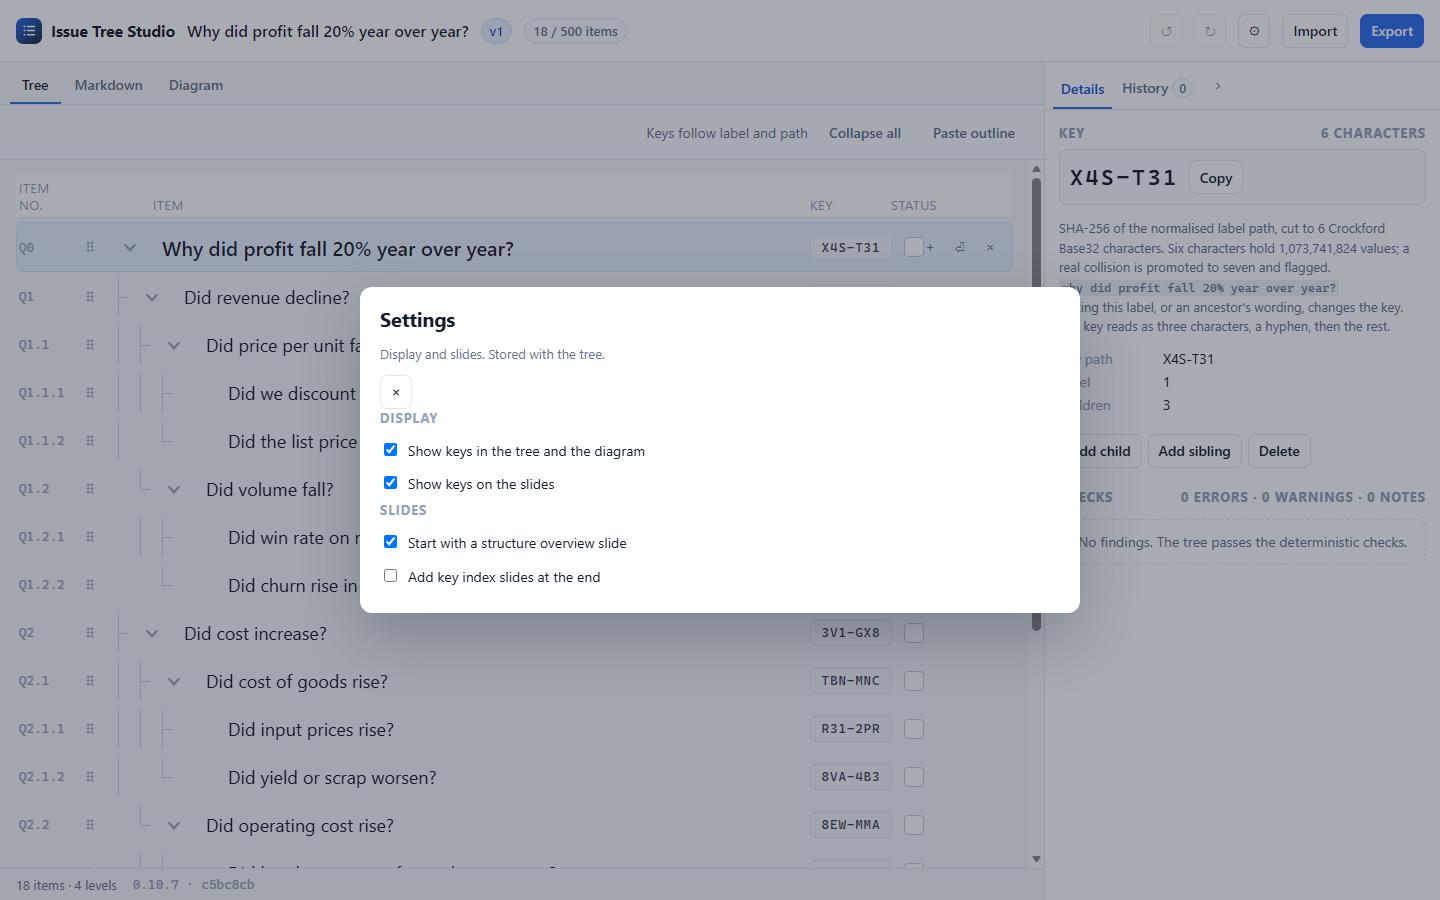 Issue Tree Studio Why did profit fall 20% year over year? v1 18 / 500 items Import Export
Tree Markdown Diagram
Keys follow label and path Collapse all Paste outline
ITEM NO. ITEM KEY STATUS
Q0 Why did profit fall 20% year over year? X4S-T31 + ⏎ ×
Q1 Did revenue decline?
Q1.1 Did price per unit fa
Q1.1.1 Did we discount
Q1.1.2 Did the list price
Q1.2 Did volume fall?
Q1.2.1 Did win rate on
Q1.2.2 Did churn rise in
Q2 Did cost increase? 3V1-GX8
Q2.1 Did cost of goods rise? TBN-MNC
Q2.1.1 Did input prices rise? R31-2PR
Q2.1.2 Did yield or scrap worsen? 8VA-4B3
Q2.2 Did operating cost rise? 8EW-MMA
18 items · 4 levels 0.10.7 · c5bc8cb
Settings
Display and slides. Stored with the tree.
×
DISPLAY
Show keys in the tree and the diagram
Show keys on the slides
SLIDES
Start with a structure overview slide
Add key index slides at the end
Details History 0 ›
KEY 6 CHARACTERS
X4S-T31 Copy
SHA-256 of the normalised label path, cut to 6 Crockford
Base32 characters. Six characters hold 1,073,741,824 values; a
real collision is promoted to seven and flagged.
why did profit fall 20% year over year?
ing this label, or an ancestor's wording, changes the key.
key reads as three characters, a hyphen, then the rest.
path X4S-T31
el 1
ldren 3
dd child Add sibling Delete
ECKS 0 ERRORS · 0 WARNINGS · 0 NOTES
No findings. The tree passes the deterministic checks.